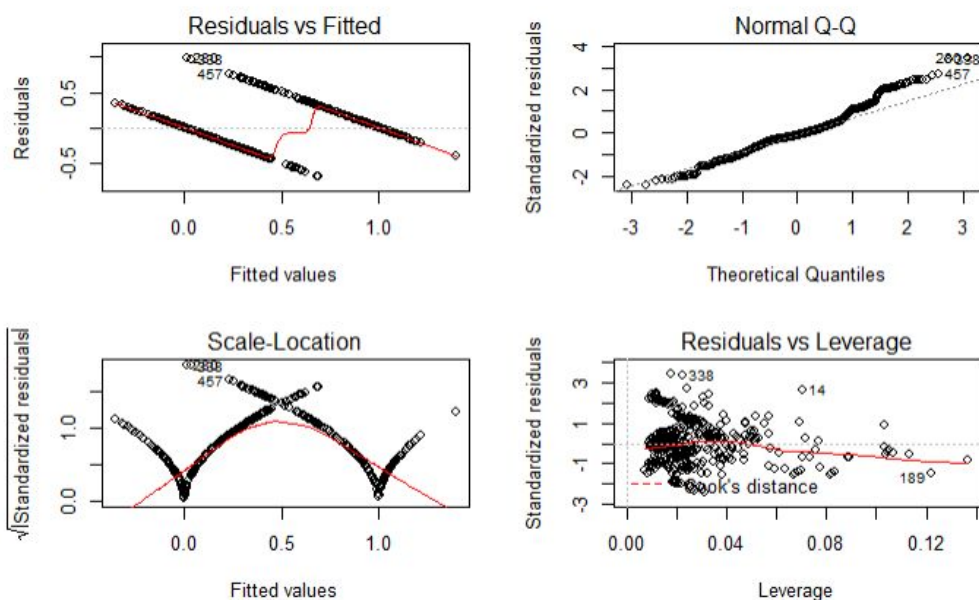 Residuals vs Fitted
Residuals
0.5
-0.5
338
457
0.0 0.5 1.0
Fitted values
Normal Q-Q
Standardized residuals
4
2
0
-2
457
-3 -2 -1 0 1 2 3
Theoretical Quantiles
Scale-Location
√|Standardized residuals|
1.0
0.0
338
457
0.0 0.5 1.0
Fitted values
Residuals vs Leverage
Standardized residuals
3
1
-1
-3
338
14
189
Cook's distance
0.00 0.04 0.08 0.12
Leverage